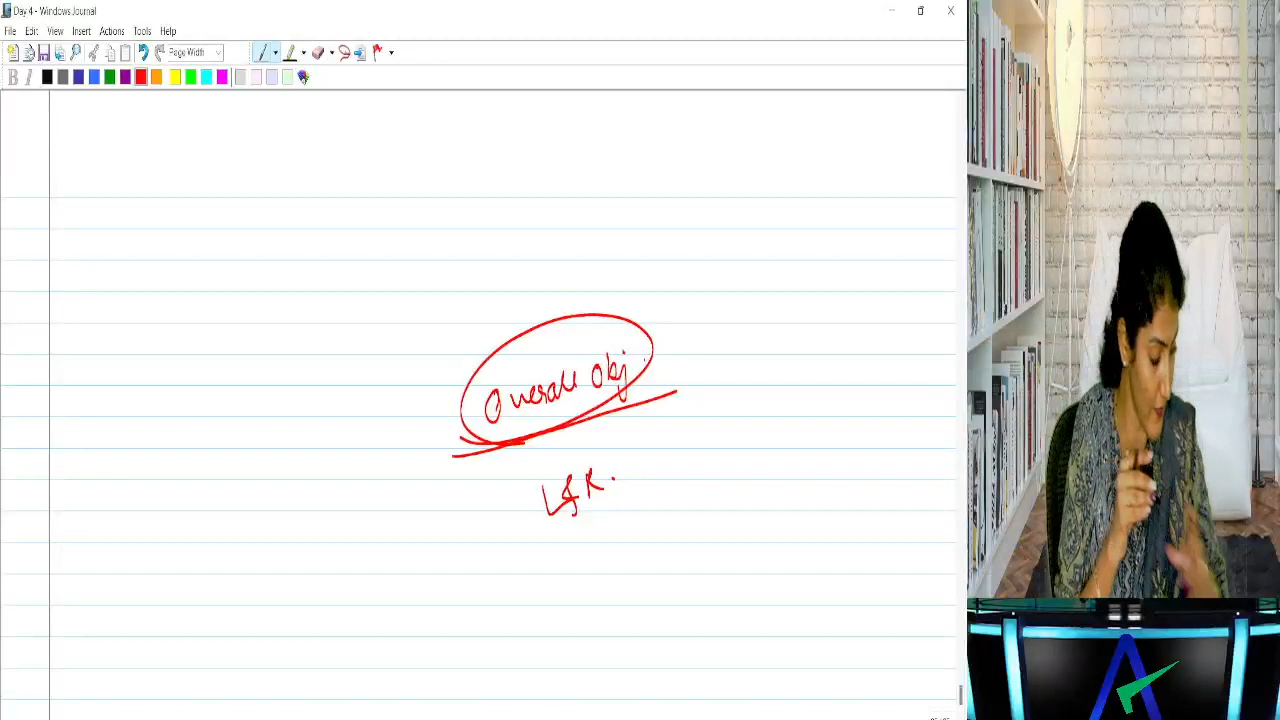 Day 4 - Windows Journal
File Edit View Insert Actions Tools Help
Page Width
B I
Overall Obj